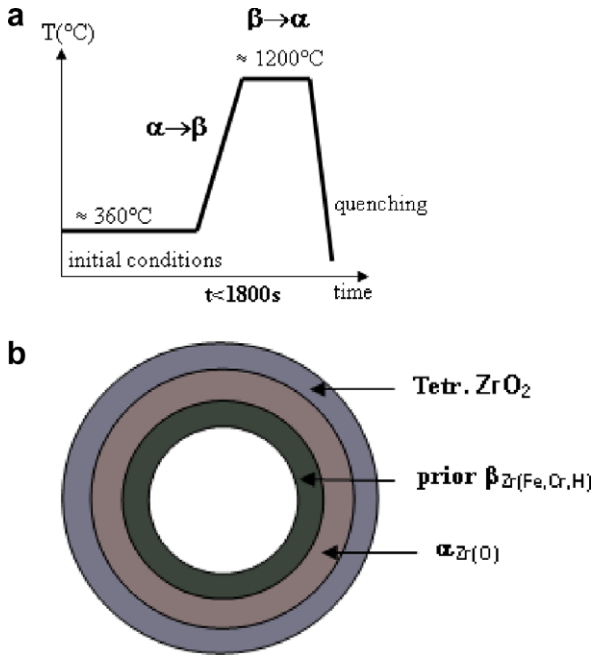 a
T(°C)
β→α
≈ 1200°C
α→β
≈ 360°C
quenching
initial conditions
t<1800s
time
b
Tetr. ZrO₂
prior βZr(Fe,Cr,H)
αZr(O)